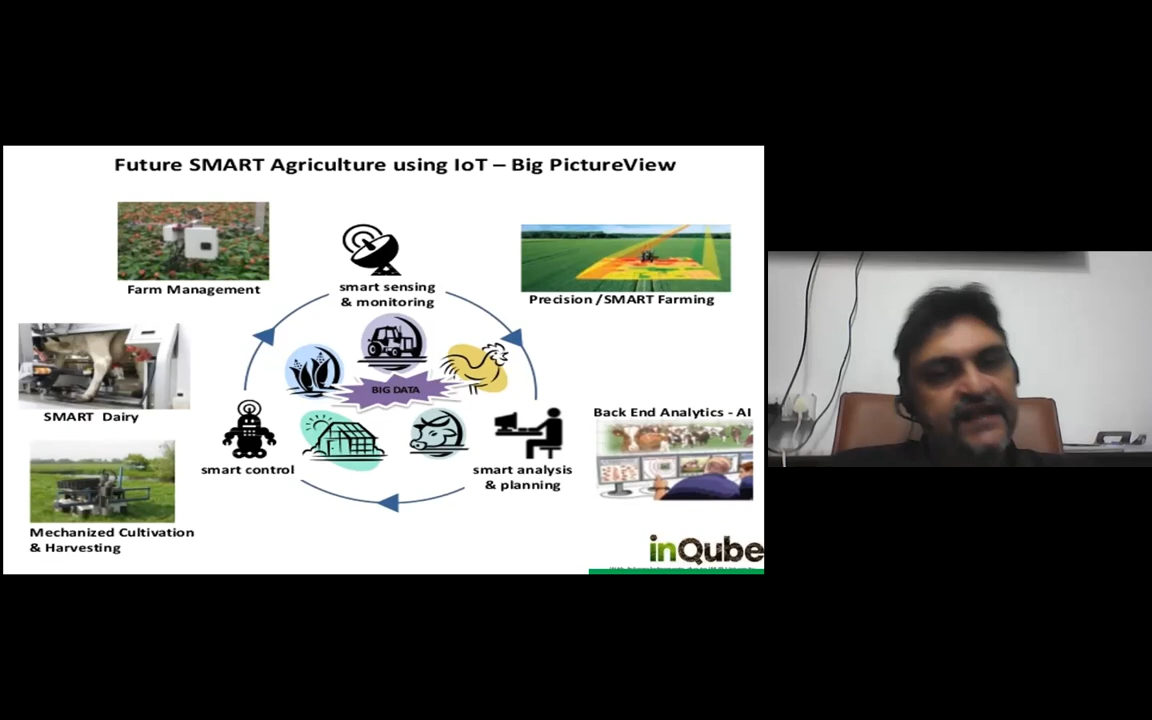 Future SMART Agriculture using IoT – Big PictureView
Farm Management
smart sensing
& monitoring
Precision /SMART Farming
BIG DATA
SMART Dairy
Back End Analytics - AI
smart control
smart analysis
& planning
Mechanized Cultivation
& Harvesting
inQube